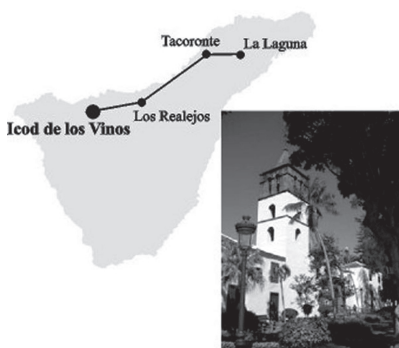 Tacoronte
La Laguna
Los Realejos
Icod de los Vinos